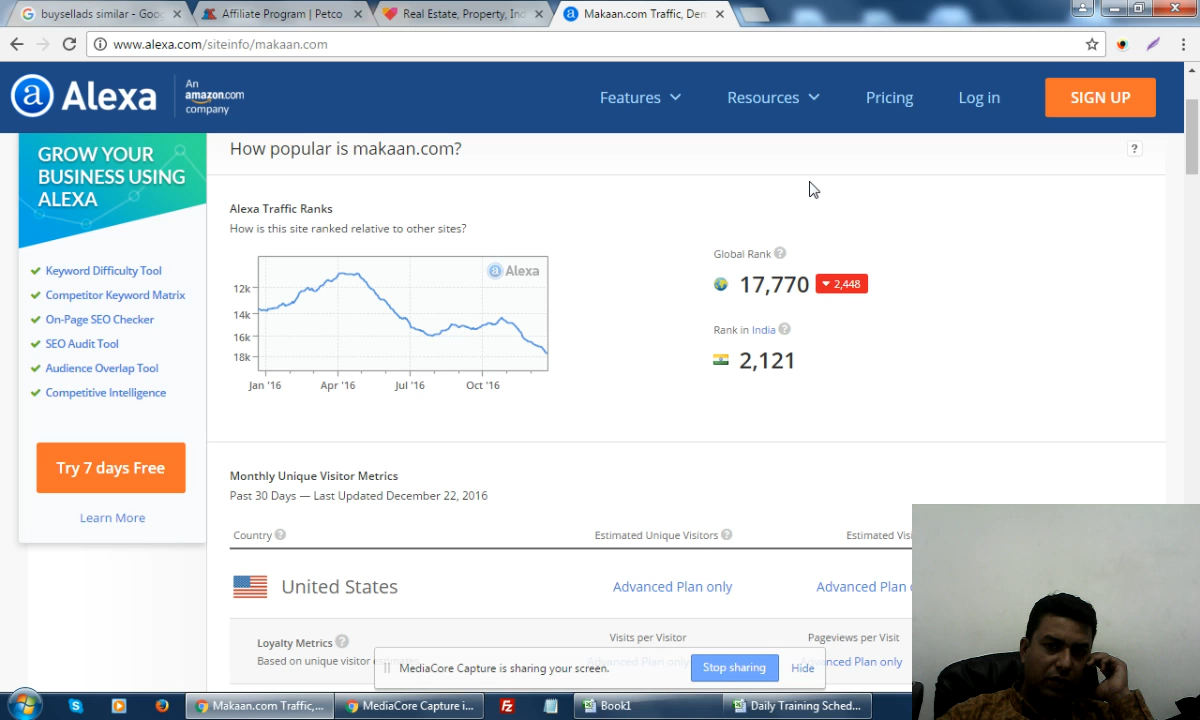 buysellads similar - Goo
Affiliate Program | Petco
Real Estate, Property, Ind
Makaan.com Traffic, Dem
www.alexa.com/siteinfo/makaan.com
a Alexa
An
amazon.com
company
Features
Resources
Pricing
Log in
SIGN UP
GROW YOUR
BUSINESS USING
ALEXA
Keyword Difficulty Tool
Competitor Keyword Matrix
On-Page SEO Checker
SEO Audit Tool
Audience Overlap Tool
Competitive Intelligence
Try 7 days Free
Learn More
How popular is makaan.com?
?
Alexa Traffic Ranks
How is this site ranked relative to other sites?
a Alexa
12k
14k
16k
18k
Jan '16
Apr '16
Jul '16
Oct '16
Global Rank ?
17,770
2,448
Rank in India ?
2,121
Monthly Unique Visitor Metrics
Past 30 Days — Last Updated December 22, 2016
Country ?
Estimated Unique Visitors ?
Estimated Visi
United States
Advanced Plan only
Advanced Plan
Loyalty Metrics ?
Visits per Visitor
Pageviews per Visit
Based on unique visitor
Advanced Plan only
MediaCore Capture is sharing your screen.
Stop sharing
Hide
Makaan.com Traffic,...
MediaCore Capture i...
Book1
Daily Training Sched...